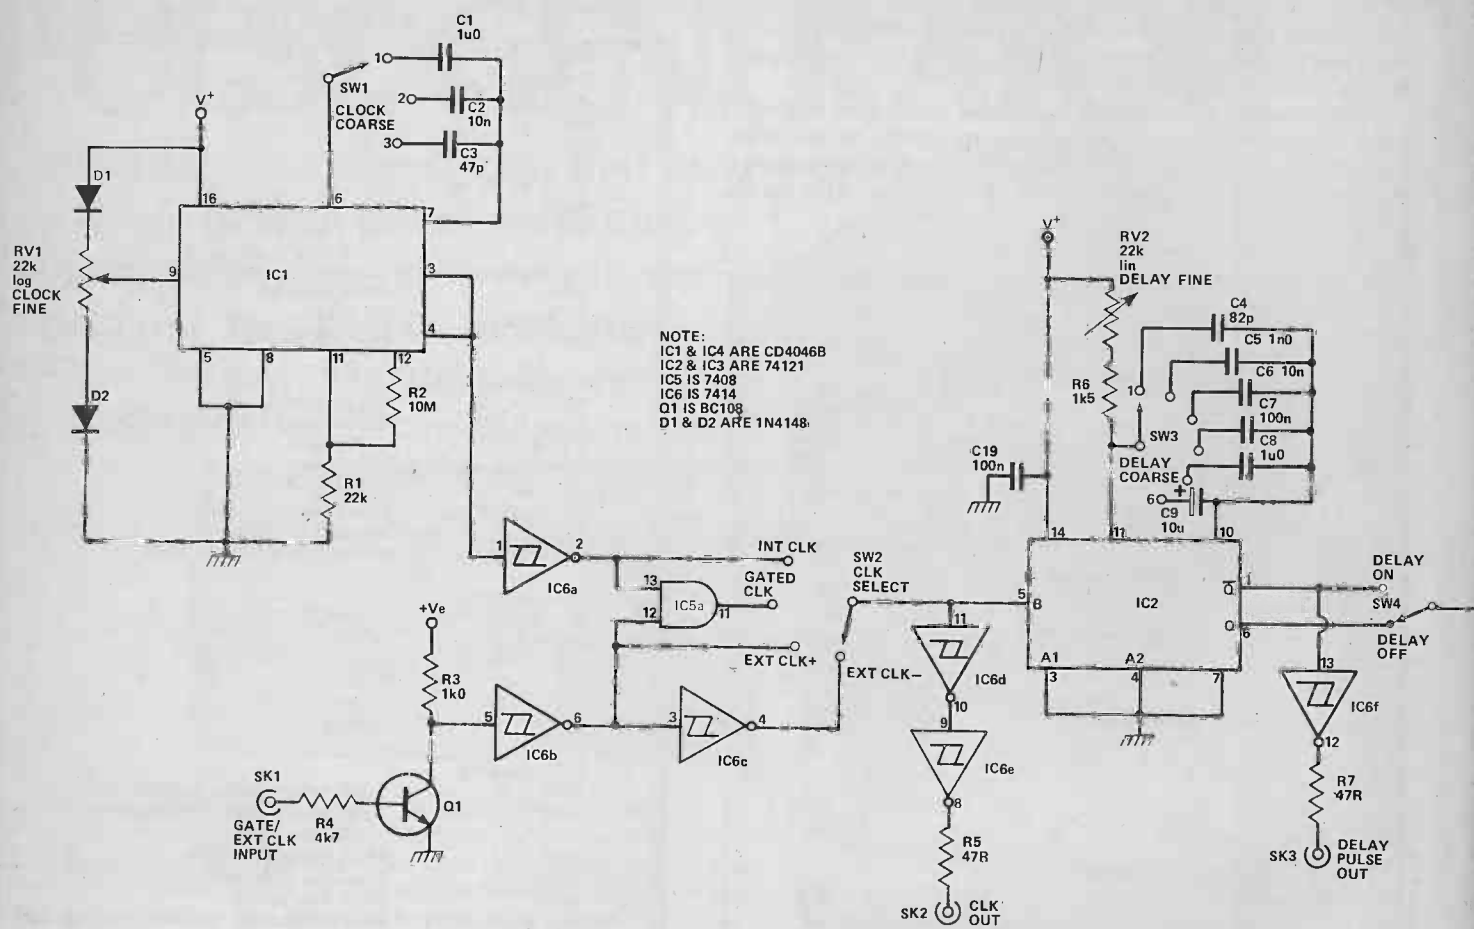 C1
1u0
1
SW1
CLOCK
COARSE
2
C2
10n
3
C3
47p
V+
D1
16
6
7
RV1
22k
log
CLOCK
FINE
9
IC1
3
4
5
8
11
12
D2
R2
10M
R1
22k
NOTE:
IC1 & IC4 ARE CD4046B
IC2 & IC3 ARE 74121
IC5 IS 7408
IC6 IS 7414
Q1 IS BC108
D1 & D2 ARE 1N4148
V+
RV2
22k
lin
DELAY FINE
C4
82p
C5 1n0
C6 10n
C7
100n
C8
1u0
R6
1k5
1
SW3
DELAY
COARSE
6
+
C9
10u
C19
100n
14
11
10
1
2
IC6a
INT CLK
13
12
IC5a
11
GATED
CLK
EXT CLK+
SW2
CLK
SELECT
EXT CLK–
5
B
IC2
Q
1
Q
6
A1
A2
3
4
7
DELAY
ON
SW4
DELAY
OFF
11
IC6d
10
9
IC6e
8
R5
47R
SK2
CLK
OUT
13
IC6f
12
R7
47R
SK3
DELAY
PULSE
OUT
+Ve
R3
1k0
5
6
IC6b
3
4
IC6c
SK1
GATE/
EXT CLK
INPUT
R4
4k7
Q1